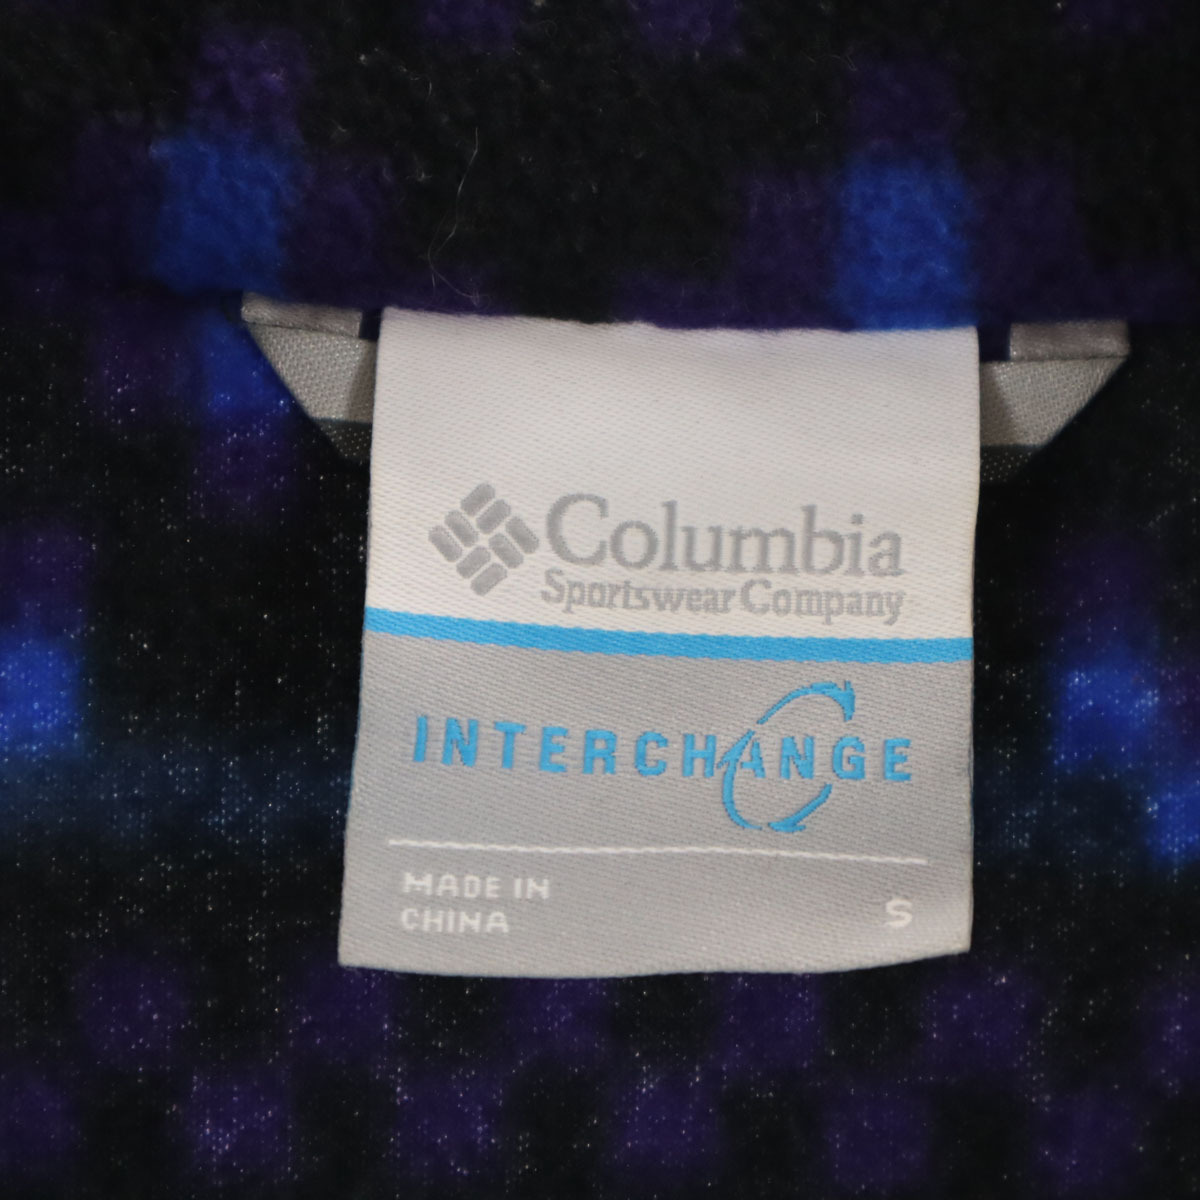 Columbia
Sportswear Company
INTERCHANGE
MADE IN
CHINA
S